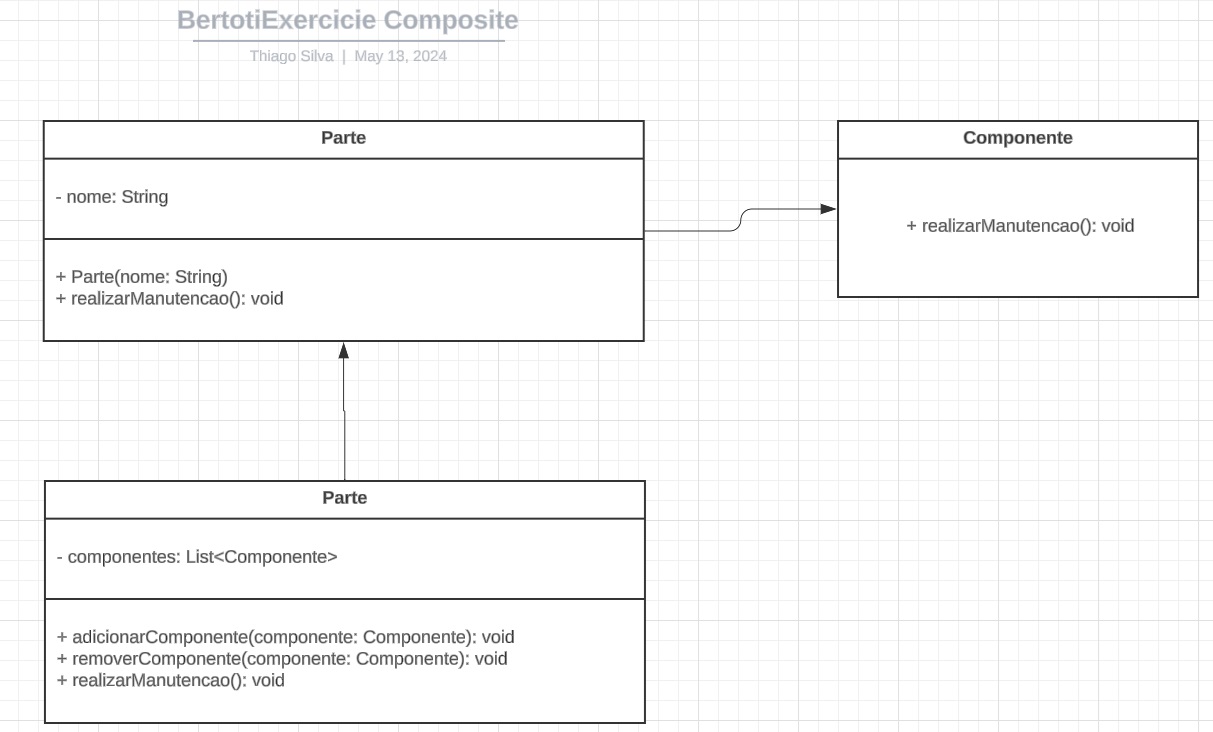 BertotiExercicie Composite
Thiago Silva | May 13, 2024
Parte
- nome: String
+ Parte(nome: String)
+ realizarManutencao(): void
Componente
+ realizarManutencao(): void
Parte
- componentes: List<Componente>
+ adicionarComponente(componente: Componente): void
+ removerComponente(componente: Componente): void
+ realizarManutencao(): void